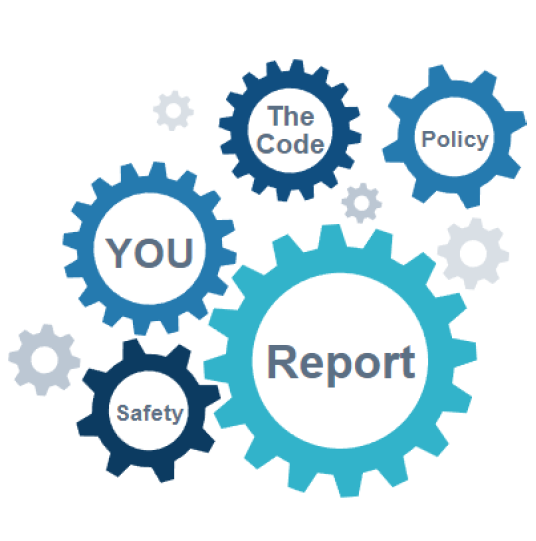 The
Code
Policy
YOU
Report
Safety